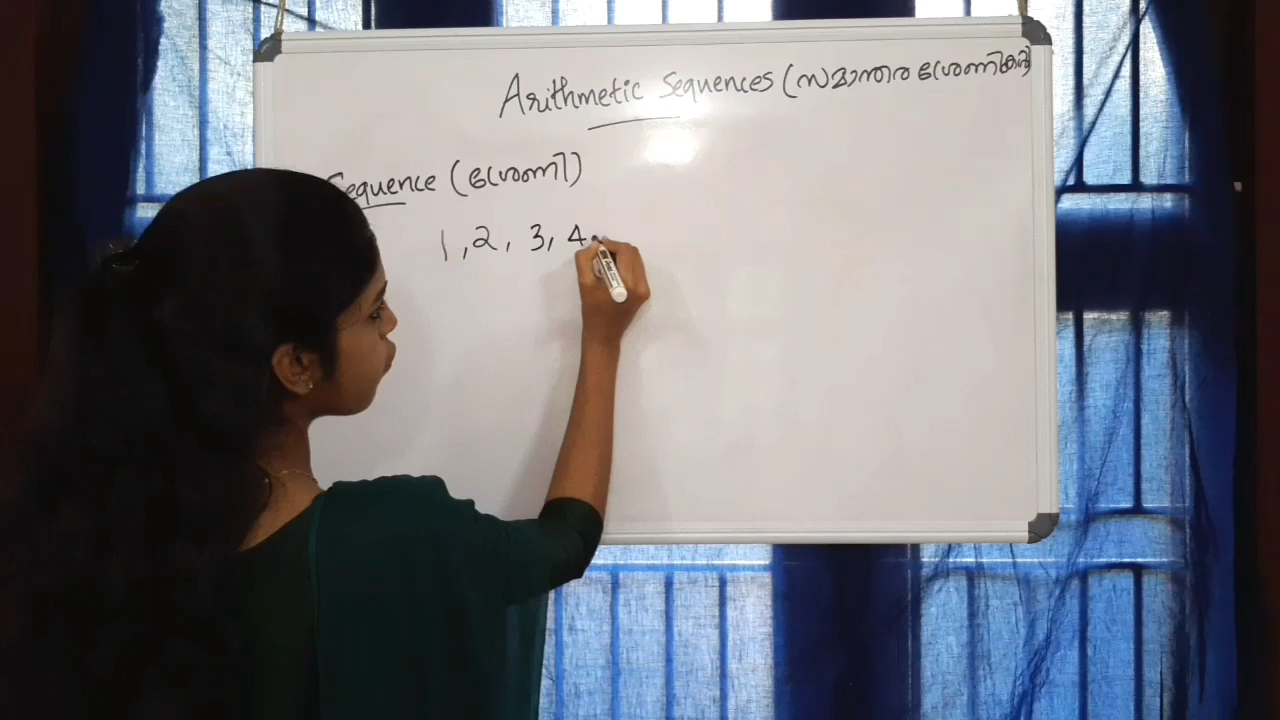 Arithmetic Sequences (സമാന്തര ശ്രേണികൾ)
Sequence (ശ്രേണി)
1, 2, 3, 4